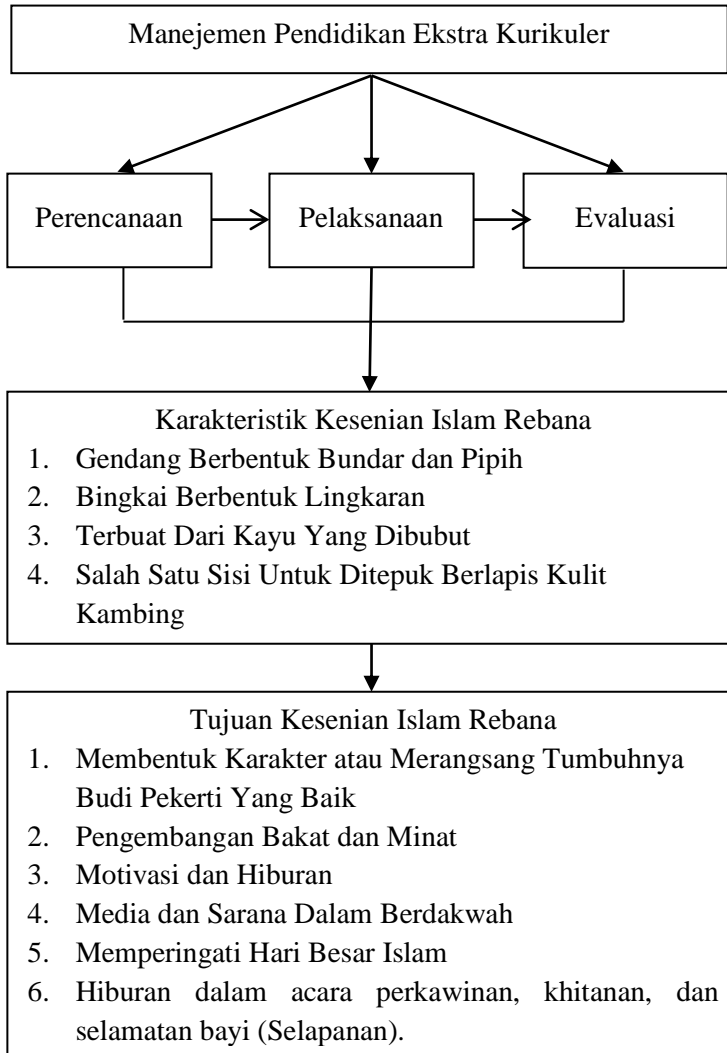 Manejemen Pendidikan Ekstra Kurikuler
Perencanaan
Pelaksanaan
Evaluasi
Karakteristik Kesenian Islam Rebana
1. Gendang Berbentuk Bundar dan Pipih
2. Bingkai Berbentuk Lingkaran
3. Terbuat Dari Kayu Yang Dibubut
4. Salah Satu Sisi Untuk Ditepuk Berlapis Kulit
Kambing
Tujuan Kesenian Islam Rebana
1. Membentuk Karakter atau Merangsang Tumbuhnya
Budi Pekerti Yang Baik
2. Pengembangan Bakat dan Minat
3. Motivasi dan Hiburan
4. Media dan Sarana Dalam Berdakwah
5. Memperingati Hari Besar Islam
6. Hiburan dalam acara perkawinan, khitanan, dan
selamatan bayi (Selapanan).